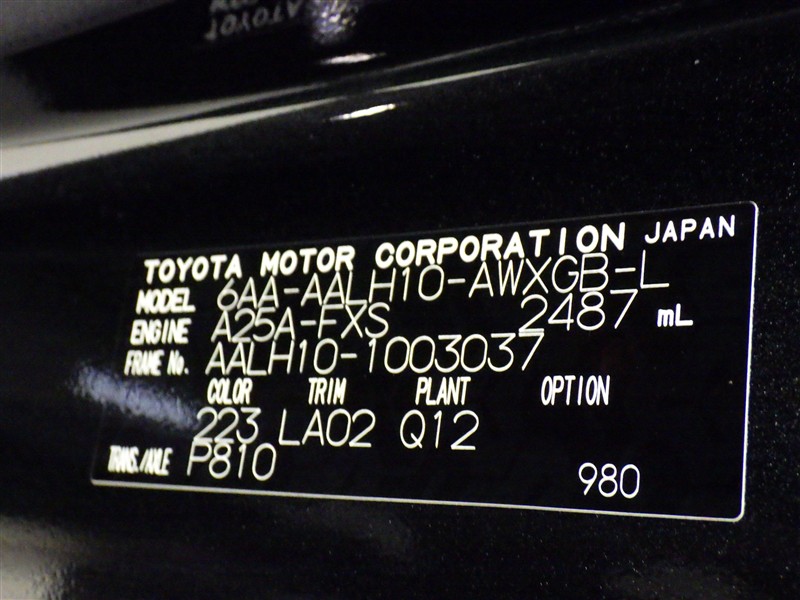 TOYOTA MOTOR CORPORATION JAPAN
MODEL 6AA-AALH10-AWXGB-L
ENGINE A25A-FXS 2487 mL
FRAME No. AALH10-1003037
COLOR TRIM PLANT OPTION
223 LA02 Q12
TRANS./AXLE P810
980